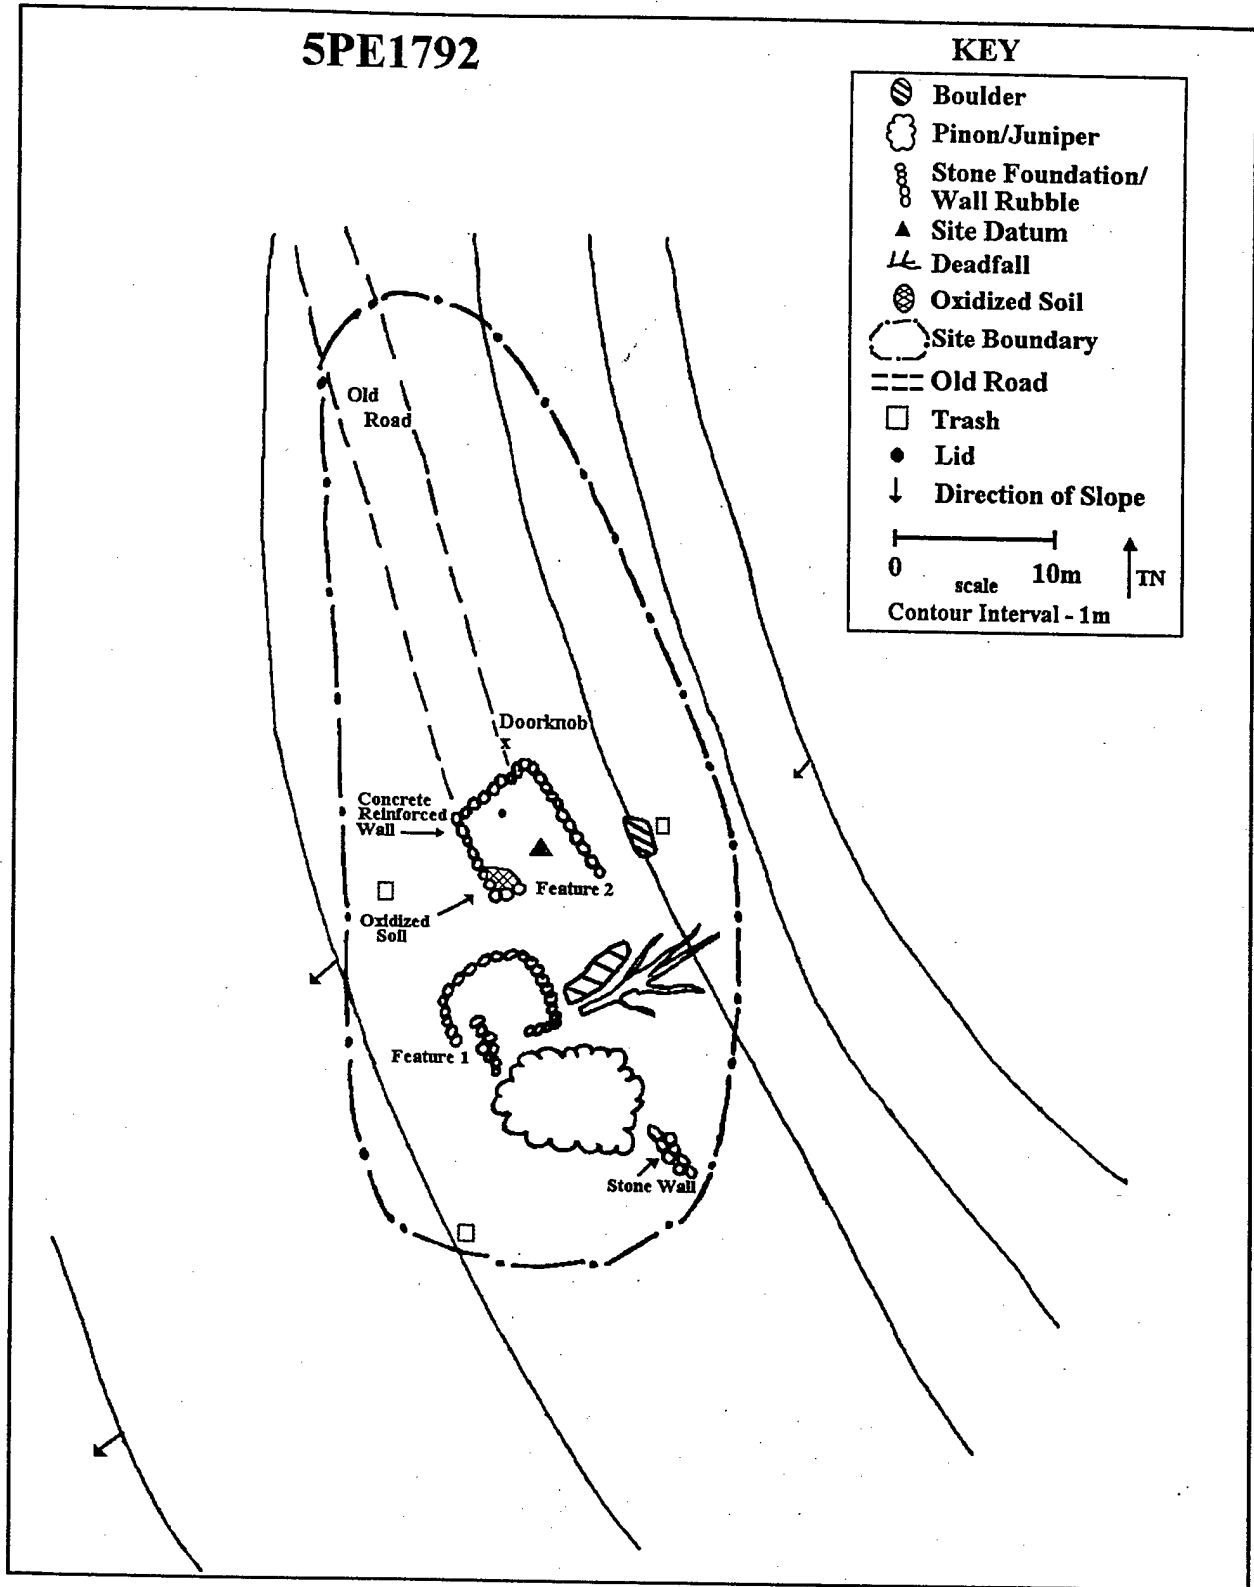 5PE1792
KEY
Boulder
Pinon/Juniper
Stone Foundation/
Wall Rubble
Site Datum
Deadfall
Oxidized Soil
Site Boundary
Old Road
Trash
Lid
Direction of Slope
0 10m
scale
TN
Contour Interval - 1m
Old
Road
Doorknob
x
Concrete
Reinforced
Wall
Feature 2
Oxidized
Soil
Feature 1
Stone Wall